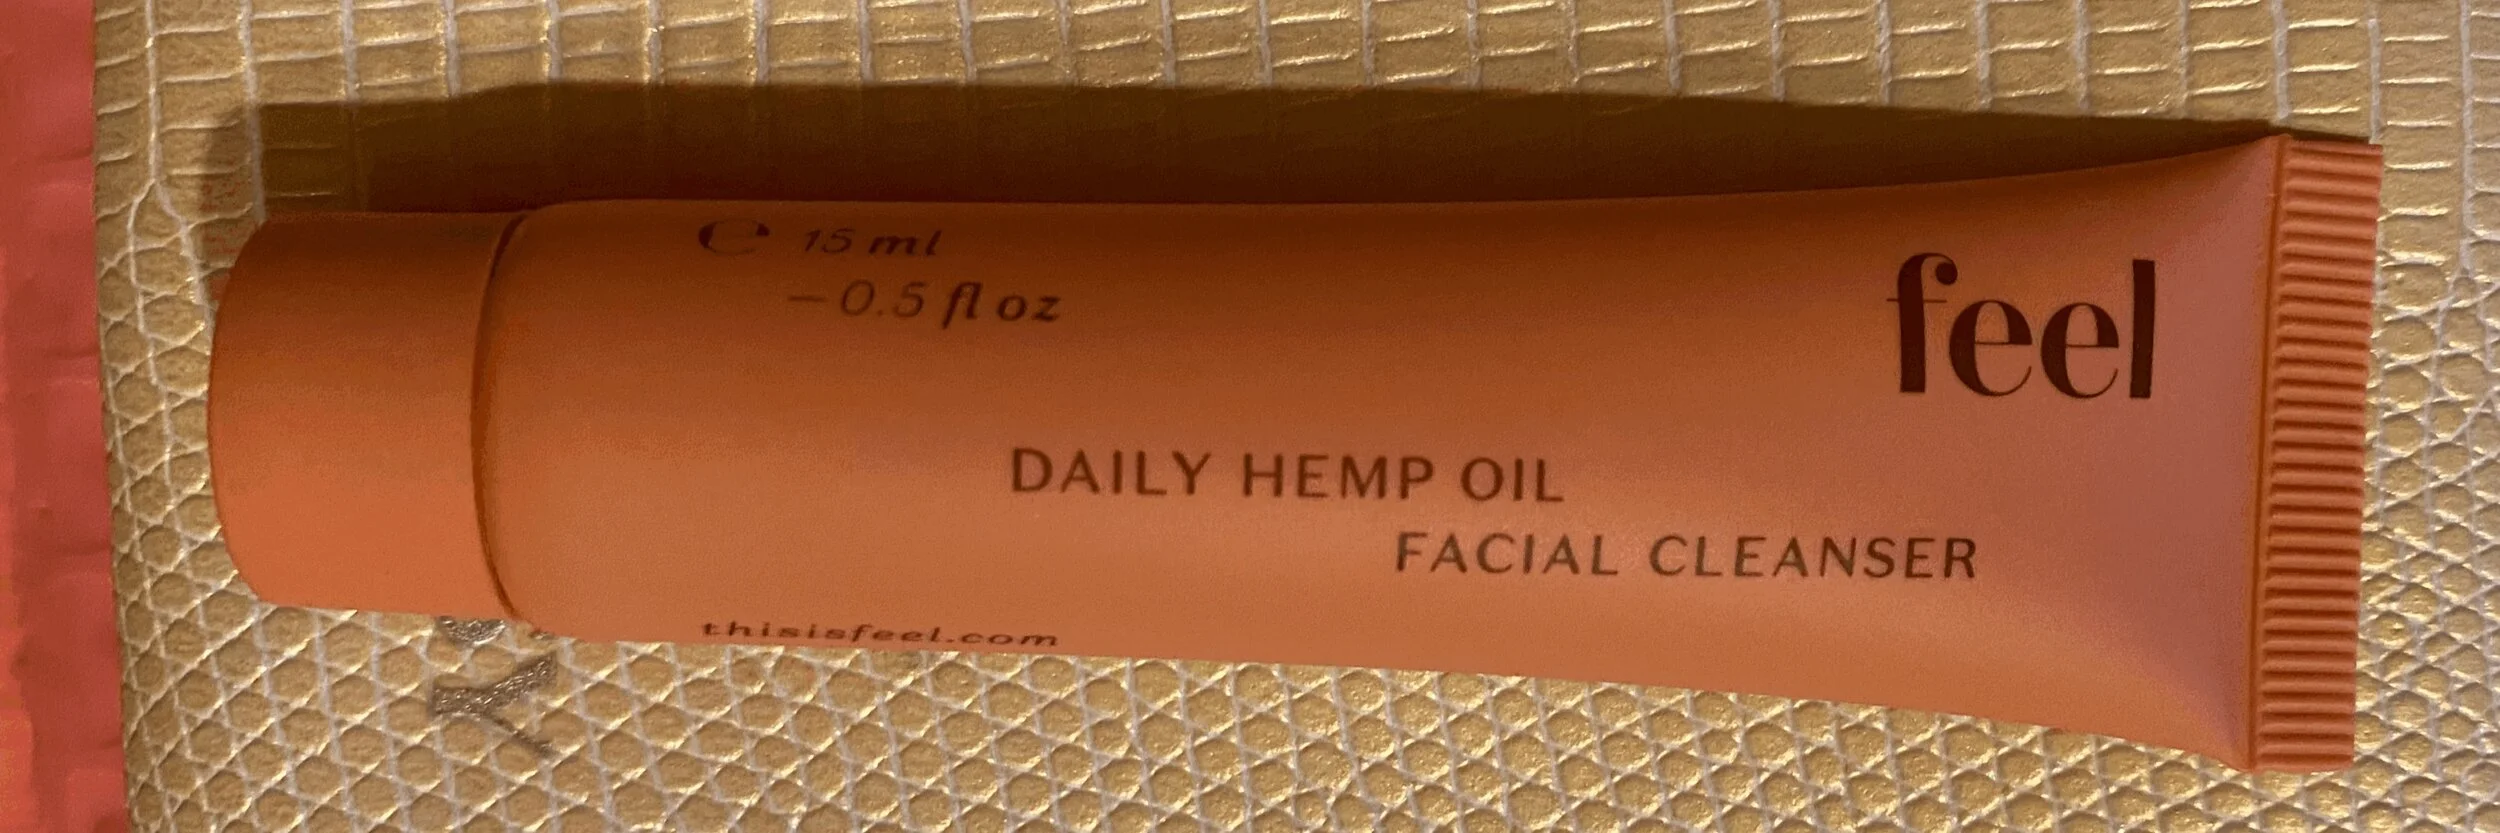 feel
℮ 15 ml
– 0.5 fl oz
DAILY HEMP OIL
FACIAL CLEANSER
thisisfeel.com
Y